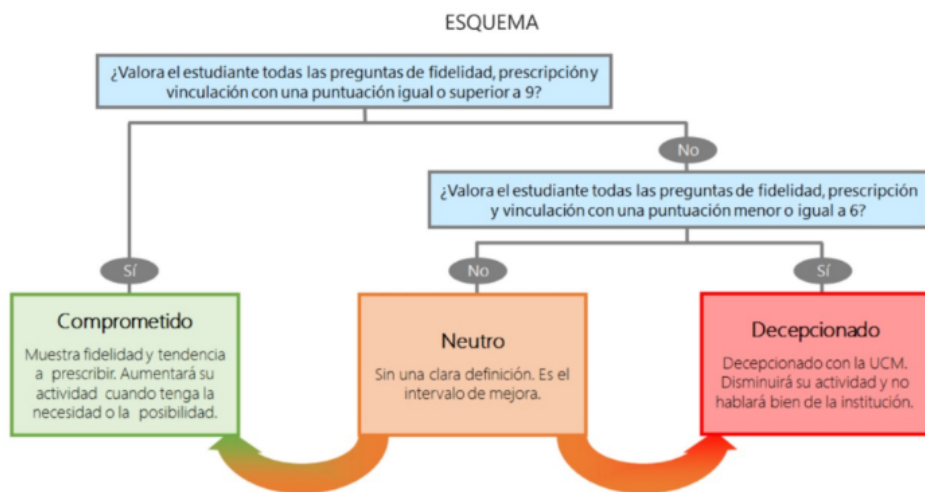 ESQUEMA
¿Valora el estudiante todas las preguntas de fidelidad, prescripción y
vinculación con una puntuación igual o superior a 9?
No
¿Valora el estudiante todas las preguntas de fidelidad, prescripción
y vinculación con una puntuación menor o igual a 6?
Sí
No
Sí
Comprometido
Muestra fidelidad y tendencia
a prescribir. Aumentará su
actividad cuando tenga la
necesidad o la posibilidad.
Neutro
Sin una clara definición. Es el
intervalo de mejora.
Decepcionado
Decepcionado con la UCM.
Disminuirá su actividad y no
hablará bien de la institución.